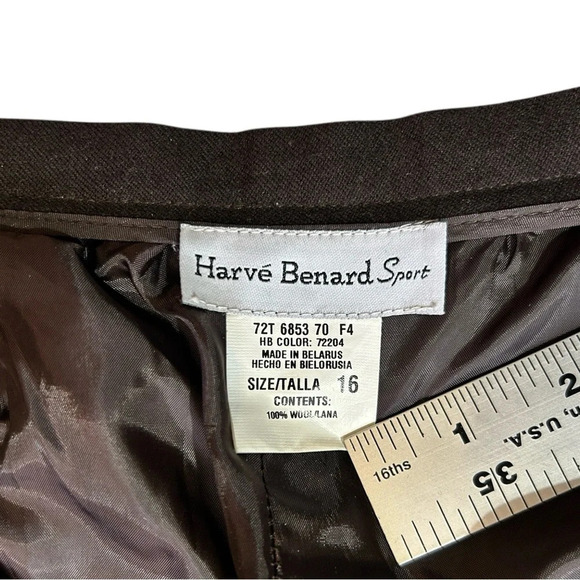 Harvé Benard Sport
72T 6853 70 F4
HB COLOR: 72204
MADE IN BELARUS
HECHO EN BIELORUSIA
SIZE/TALLA 16
CONTENTS:
100% WOOL/LANA
16ths
1
2
35
U.S.A.